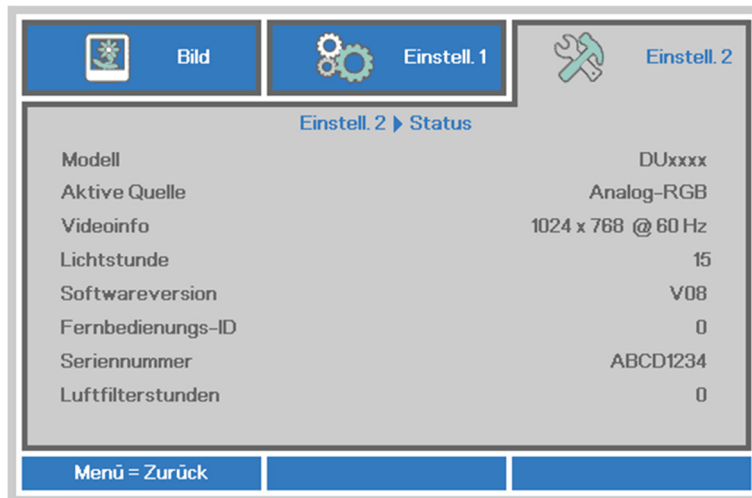 Bild
Einstell. 1
Einstell. 2
Einstell. 2 Status
Modell DUxxxx
Aktive Quelle Analog-RGB
Videoinfo 1024 x 768 @ 60 Hz
Lichtstunde 15
Softwareversion V08
Fernbedienungs-ID 0
Seriennummer ABCD1234
Luftfilterstunden 0
Menü = Zurück